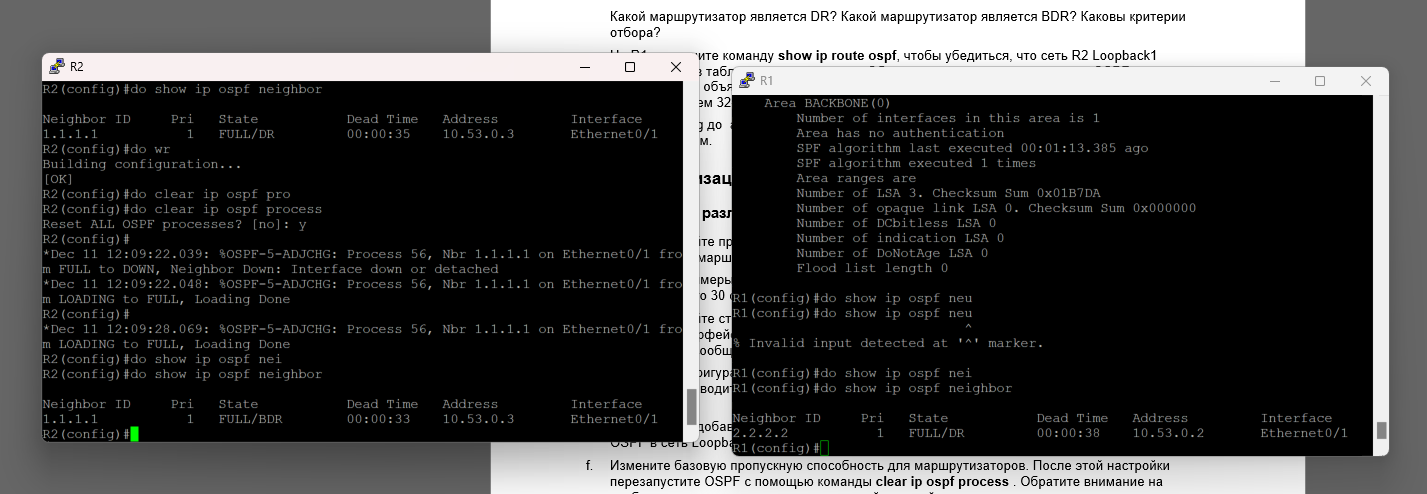 Какой маршрутизатор является DR? Какой маршрутизатор является BDR? Каковы критерии
отбора?
команду show ip route ospf, чтобы убедиться, что сеть R2 Loopback1
R2
R2(config)#do show ip ospf neighbor
Neighbor ID Pri State Dead Time Address Interface
1.1.1.1 1 FULL/DR 00:00:35 10.53.0.3 Ethernet0/1
R2(config)#do wr
Building configuration...
[OK]
R2(config)#do clear ip ospf pro
R2(config)#do clear ip ospf process
Reset ALL OSPF processes? [no]: y
R2(config)#
*Dec 11 12:09:22.039: %OSPF-5-ADJCHG: Process 56, Nbr 1.1.1.1 on Ethernet0/1 fro
m FULL to DOWN, Neighbor Down: Interface down or detached
*Dec 11 12:09:22.048: %OSPF-5-ADJCHG: Process 56, Nbr 1.1.1.1 on Ethernet0/1 fro
m LOADING to FULL, Loading Done
R2(config)#
*Dec 11 12:09:28.069: %OSPF-5-ADJCHG: Process 56, Nbr 1.1.1.1 on Ethernet0/1 fro
m LOADING to FULL, Loading Done
R2(config)#do show ip ospf nei
R2(config)#do show ip ospf neighbor
Neighbor ID Pri State Dead Time Address Interface
1.1.1.1 1 FULL/BDR 00:00:33 10.53.0.3 Ethernet0/1
R2(config)#
R1
Area BACKBONE(0)
Number of interfaces in this area is 1
Area has no authentication
SPF algorithm last executed 00:01:13.385 ago
SPF algorithm executed 1 times
Area ranges are
Number of LSA 3. Checksum Sum 0x01B7DA
Number of opaque link LSA 0. Checksum Sum 0x000000
Number of DCbitless LSA 0
Number of indication LSA 0
Number of DoNotAge LSA 0
Flood list length 0
R1(config)#do show ip ospf neu
R1(config)#do show ip ospf neu
^
% Invalid input detected at '^' marker.
R1(config)#do show ip ospf nei
R1(config)#do show ip ospf neighbor
Neighbor ID Pri State Dead Time Address Interface
2.2.2.2 1 FULL/DR 00:00:38 10.53.0.2 Ethernet0/1
R1(config)#
f. Измените базовую пропускную способность для маршрутизаторов. После этой настройки
перезапустите OSPF с помощью команды clear ip ospf process . Обратите внимание на